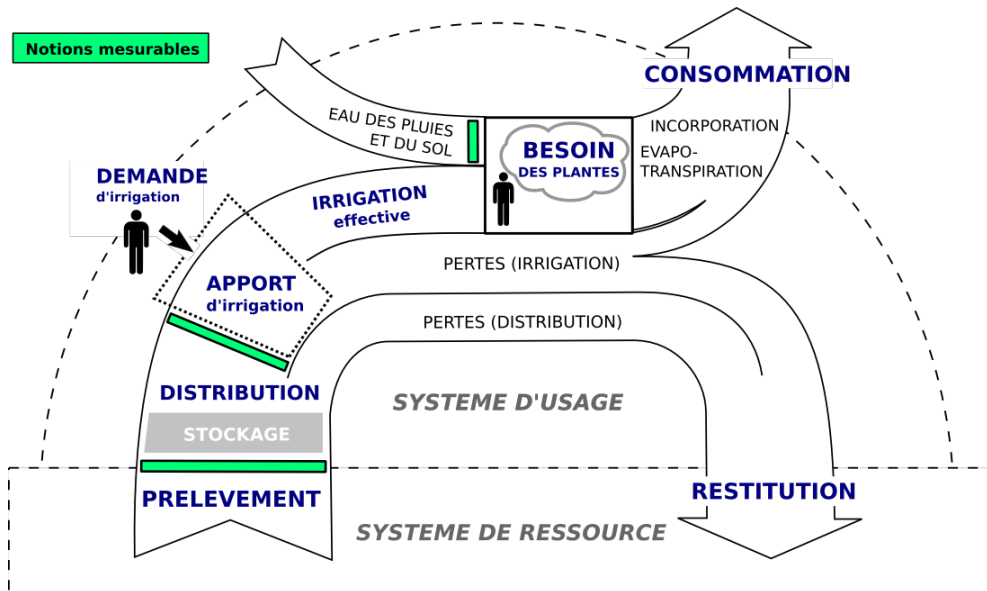 Notions mesurables
CONSOMMATION
EAU DES PLUIES
ET DU SOL
INCORPORATION
EVAPO-
TRANSPIRATION
BESOIN
DES PLANTES
DEMANDE
d'irrigation
IRRIGATION
effective
APPORT
d'irrigation
PERTES (IRRIGATION)
PERTES (DISTRIBUTION)
DISTRIBUTION
STOCKAGE
SYSTEME D'USAGE
PRELEVEMENT
RESTITUTION
SYSTEME DE RESSOURCE